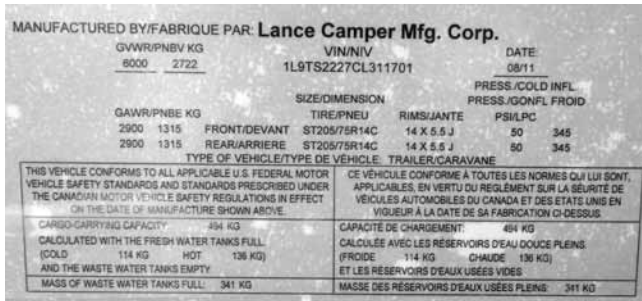 MANUFACTURED BY/FABRIQUE PAR: Lance Camper Mfg. Corp.
GVWR/PNBV KG VIN/NIV DATE:
6000 2722 1L9TS2227CL311701 08/11
PRESS./COLD INFL.
SIZE/DIMENSION PRESS./GONFL FROID
GAWR/PNBE KG TIRE/PNEU RIMS/JANTE PSI/LPC
2900 1315 FRONT/DEVANT ST205/75R14C 14 X 5.5 J 50 345
2900 1315 REAR/ARRIERE ST205/75R14C 14 X 5.5 J 50 345
TYPE OF VEHICLE/TYPE DE VÉHICLE: TRAILER/CARAVANE
THIS VEHICLE CONFORMS TO ALL APPLICABLE U.S. FEDERAL MOTOR
VEHICLE SAFETY STANDARDS AND STANDARDS PRESCRIBED UNDER
THE CANADIAN MOTOR VEHICLE SAFETY REGULATIONS IN EFFECT
ON THE DATE OF MANUFACTURE SHOWN ABOVE.
CARGO-CARRYING CAPACITY 494 KG
CALCULATED WITH THE FRESH WATER TANKS FULL.
(COLD 114 KG HOT 136 KG)
AND THE WASTE WATER TANKS EMPTY
MASS OF WASTE WATER TANKS FULL: 341 KG
CE VÉHICULE CONFORME À TOUTES LES NORMES QUI LUI SONT,
APPLICABLES, EN VERTU DU REGLÉMENT SUR LA SÉURITÉ DE
VÉICULES AUTOMOBILES DU CANADA ET DES ETATS UNIS EN
VIGUEUR À LA DATE DE SA FABRICATION CI-DESSUS.
CAPACITÉ DE CHARGEMENT: 494 KG
CALCULÉE AVEC LES RÉSERVOIRS D'EAU DOUCE PLEINS.
(FROIDE 114 KG CHAUDE 136 KG)
ET LES RÉSERVOIRS D'EAUX USÉES VIDES
MASSE DES RÉSERVOIRS D'EAUX USÉES PLEINS: 341 KG